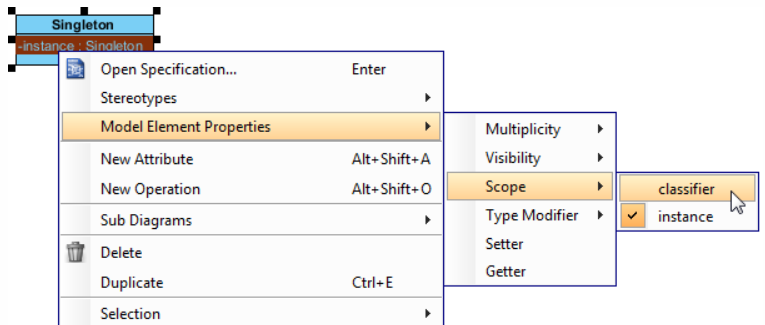 Singleton
-instance : Singleton
Open Specification... Enter
Stereotypes
Model Element Properties
New Attribute Alt+Shift+A
New Operation Alt+Shift+O
Sub Diagrams
Delete
Duplicate Ctrl+E
Selection
Multiplicity
Visibility
Scope
Type Modifier
Setter
Getter
classifier
instance